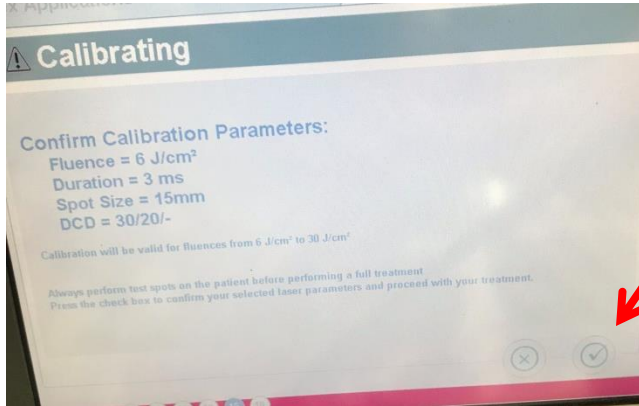 Calibrating
Confirm Calibration Parameters:
Fluence = 6 J/cm²
Duration = 3 ms
Spot Size = 15mm
DCD = 30/20/-
Calibration will be valid for fluences from 6 J/cm² to 30 J/cm²
Always perform test spots on the patient before performing a full treatment
Press the check box to confirm your selected laser parameters and proceed with your treatment.